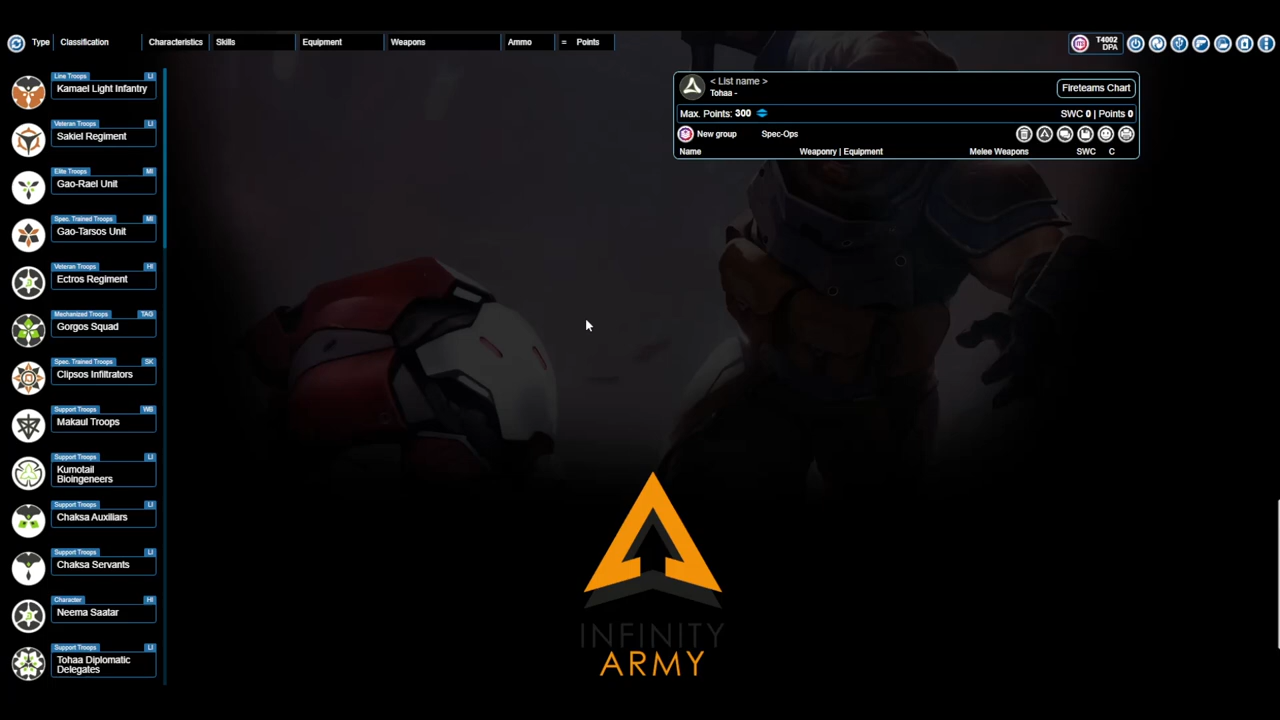 Type Classification Characteristics Skills Equipment Weapons Ammo = Points
T4002
DPA
Line Troops LI
Kamael Light Infantry
Veteran Troops LI
Sakiel Regiment
Elite Troops MI
Gao-Rael Unit
Spec. Trained Troops MI
Gao-Tarsos Unit
Veteran Troops HI
Ectros Regiment
Mechanized Troops TAG
Gorgos Squad
Spec. Trained Troops SK
Clipsos Infiltrators
Support Troops WB
Makaul Troops
Support Troops LI
Kumotail
Bioingeneers
Support Troops LI
Chaksa Auxiliars
Support Troops LI
Chaksa Servants
Character HI
Neema Saatar
Support Troops LI
Tohaa Diplomatic
Delegates
< List name >
Tohaa -
Fireteams Chart
Max. Points: 300 SWC 0 | Points 0
New group Spec-Ops
Name Weaponry | Equipment Melee Weapons SWC C
INFINITY
ARMY